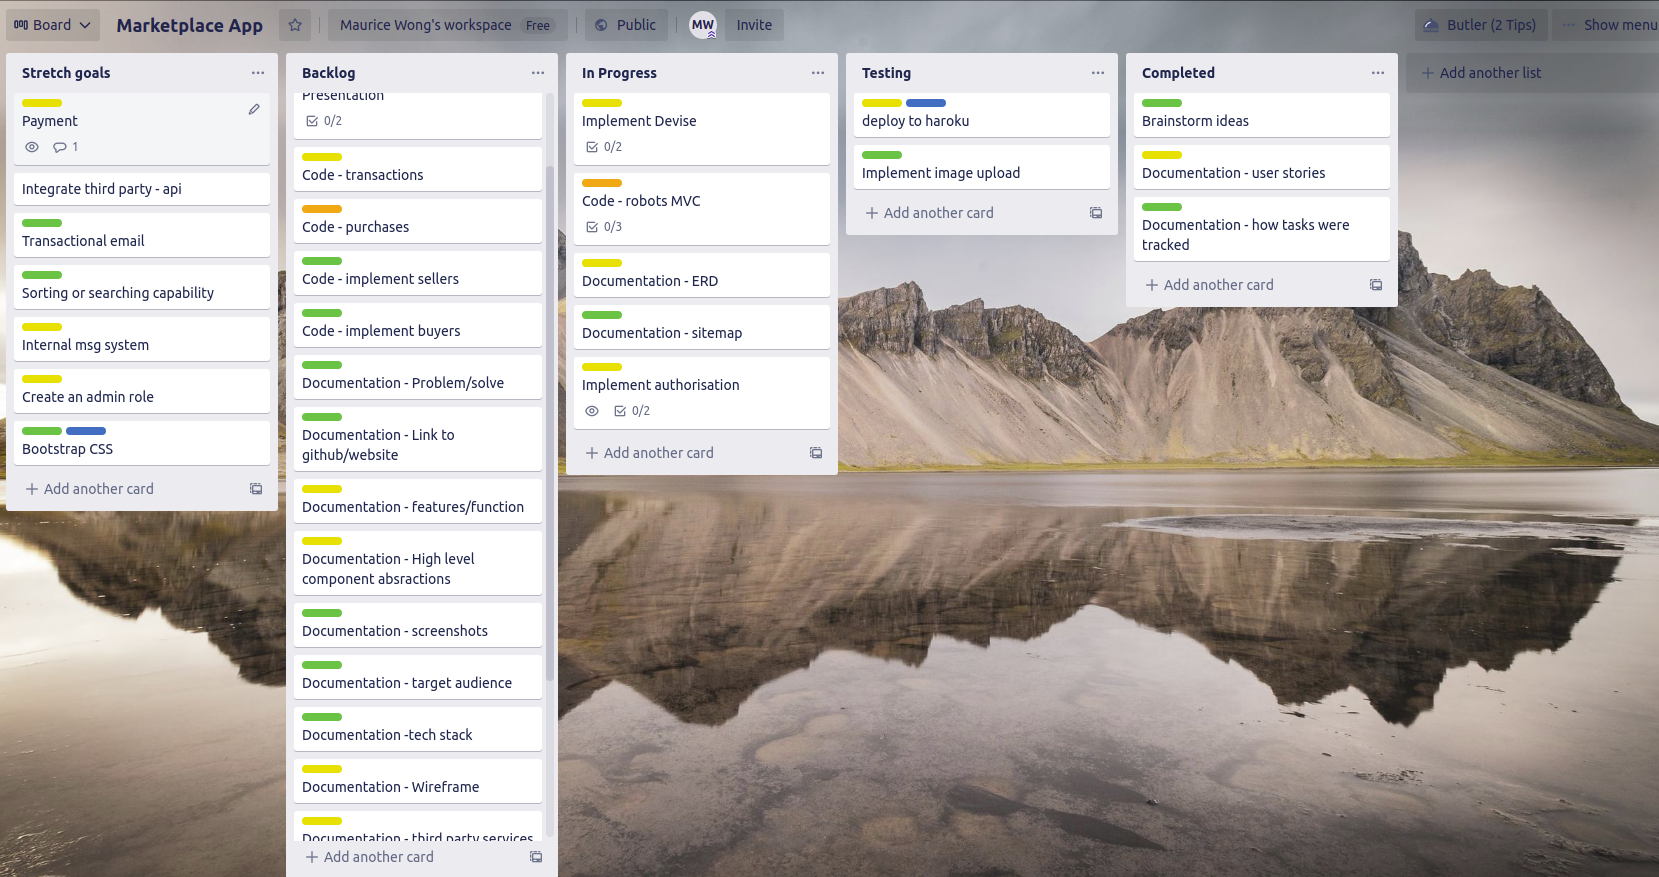 Board
Marketplace App
Maurice Wong's workspace Free
Public
MW
Invite
Butler (2 Tips)
Show menu
Stretch goals
Payment
1
Integrate third party - api
Transactional email
Sorting or searching capability
Internal msg system
Create an admin role
Bootstrap CSS
+ Add another card
Backlog
Presentation
0/2
Code - transactions
Code - purchases
Code - implement sellers
Code - implement buyers
Documentation - Problem/solve
Documentation - Link to
github/website
Documentation - features/function
Documentation - High level
component absractions
Documentation - screenshots
Documentation - target audience
Documentation -tech stack
Documentation - Wireframe
Documentation - third party services
+ Add another card
In Progress
Implement Devise
0/2
Code - robots MVC
0/3
Documentation - ERD
Documentation - sitemap
Implement authorisation
0/2
+ Add another card
Testing
deploy to haroku
Implement image upload
+ Add another card
Completed
Brainstorm ideas
Documentation - user stories
Documentation - how tasks were
tracked
+ Add another card
+ Add another list